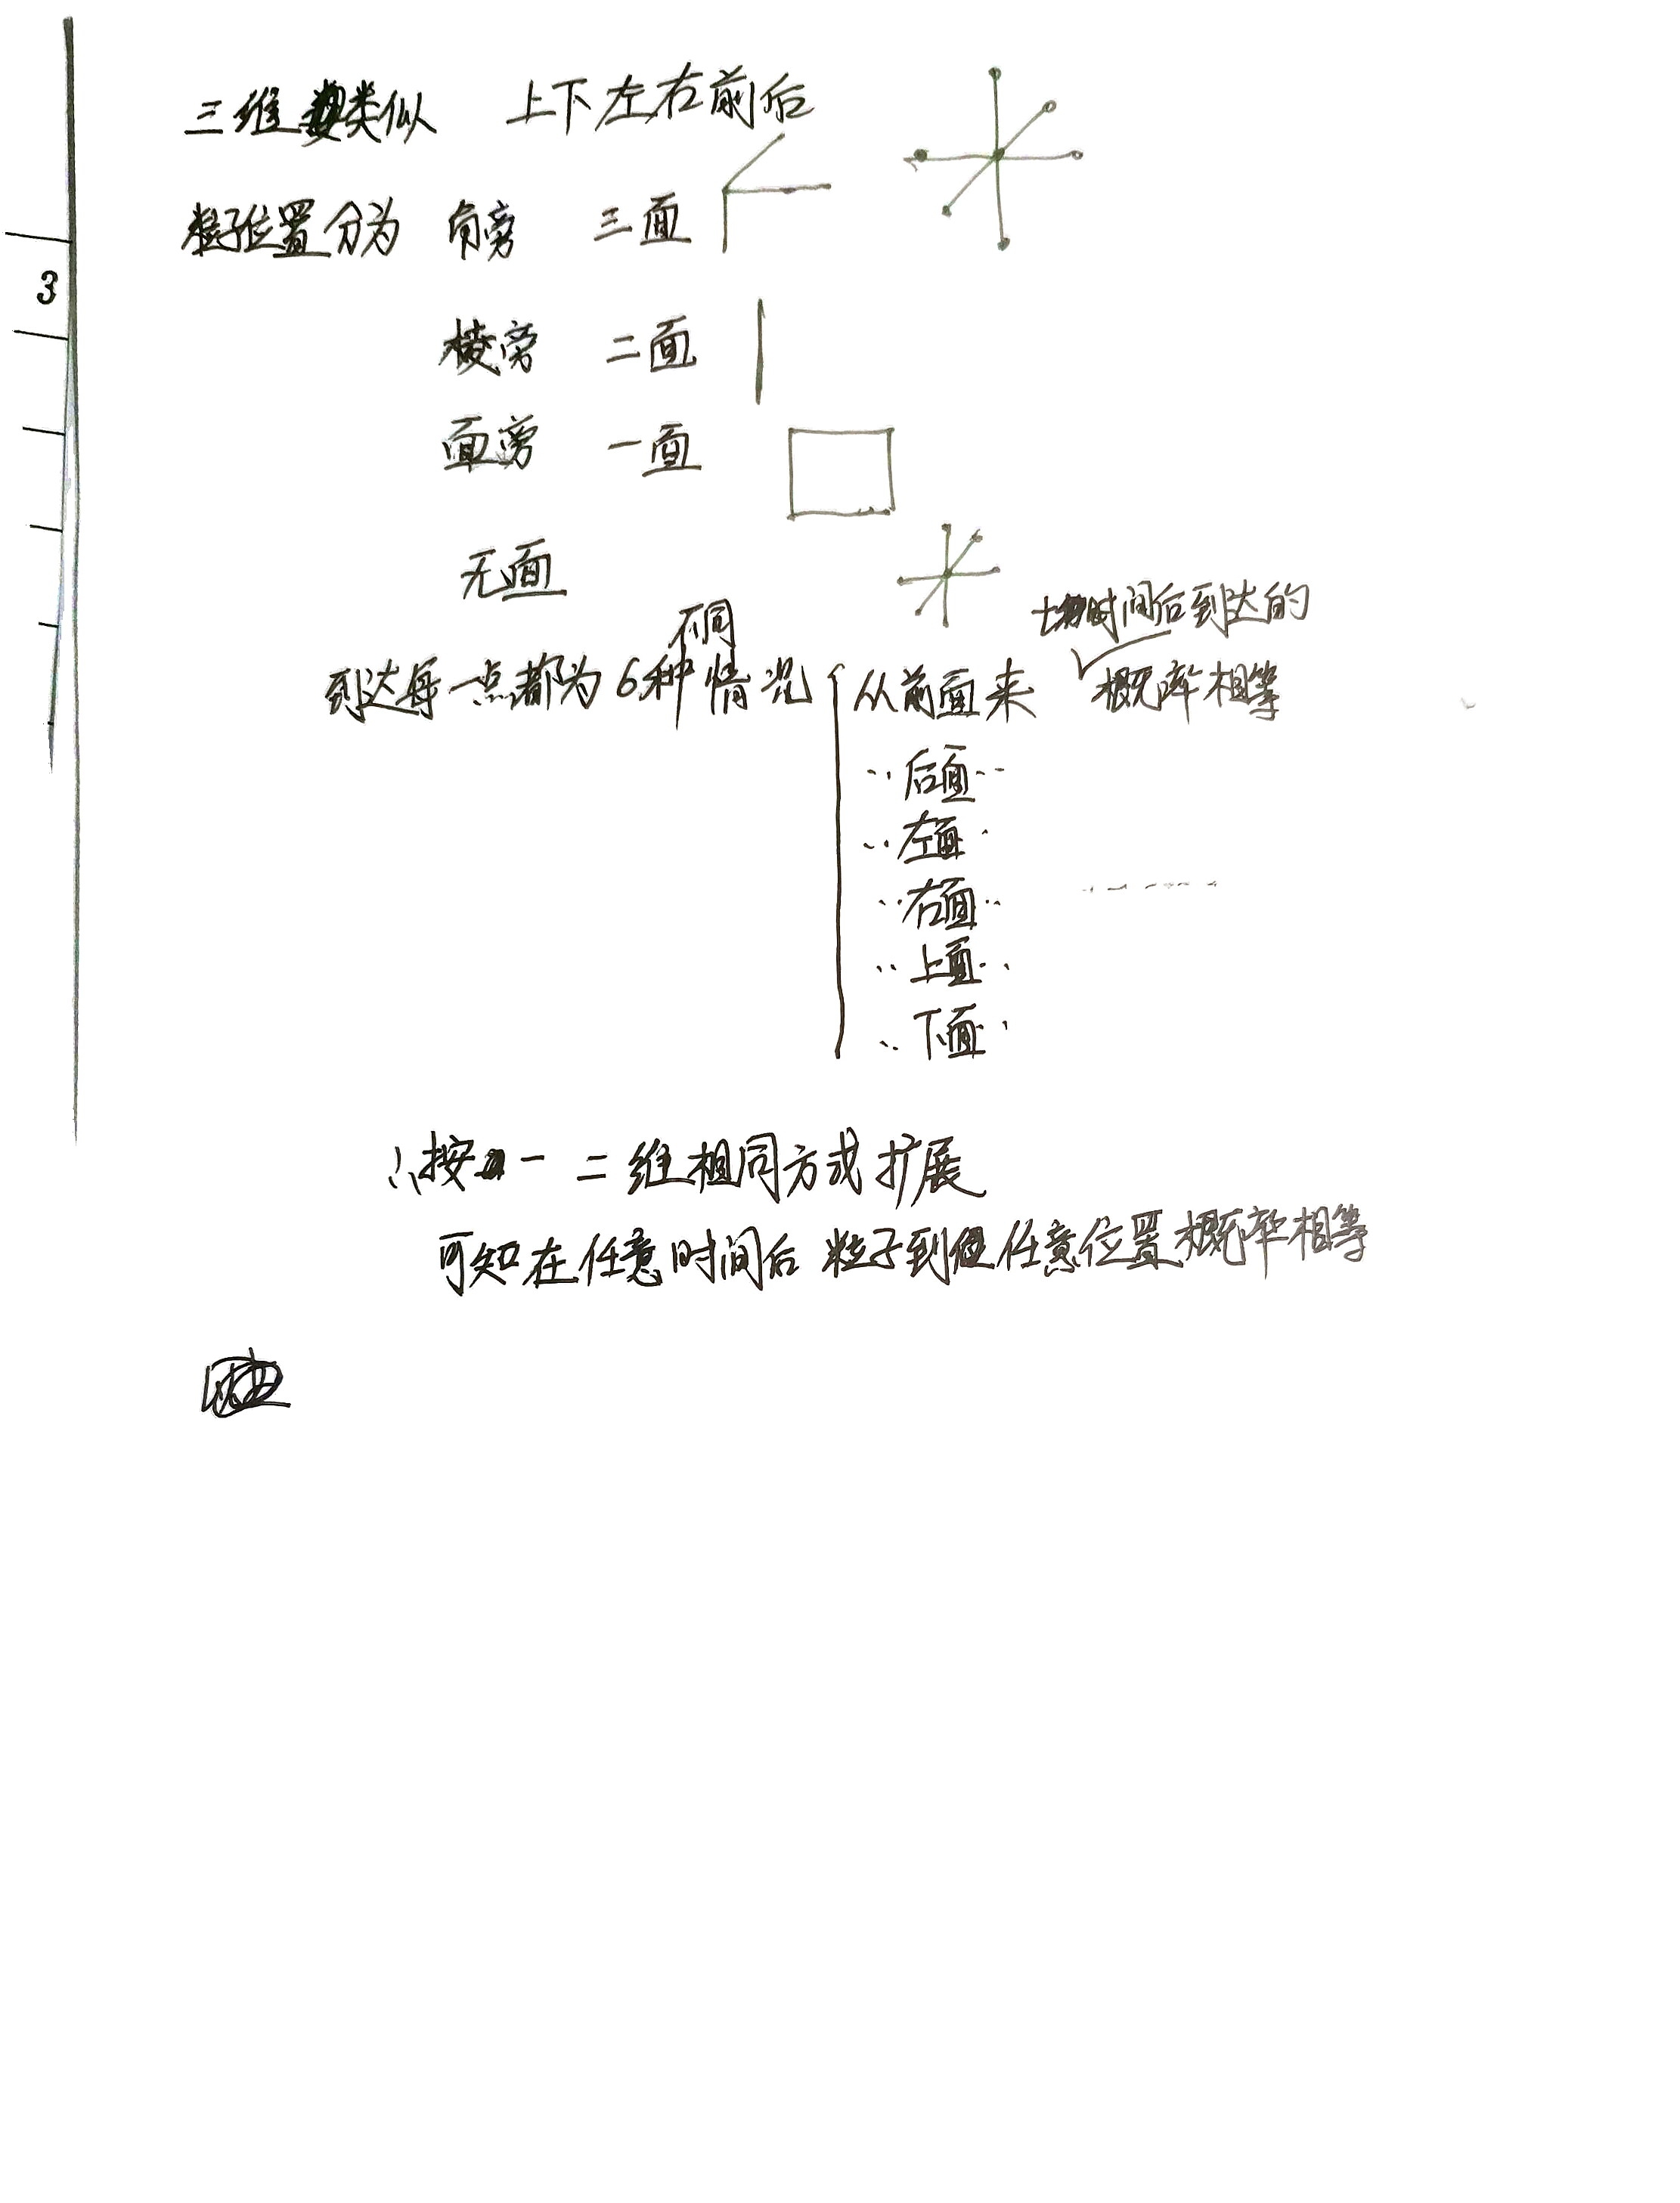 三维类似 上下左右前后
粒子位置分为 角旁 三面
3
棱旁 二面
面旁 一面
无面
t时间后到达的
不同
到达每一点都为6种情况 从前面来 概率相等
‥后面‥
‥左面‥
‥右面‥
‥上面‥
‥下面‥
∴按一 二维相同方式扩展
可知在任意时间后 粒子到但任意位置概率相等